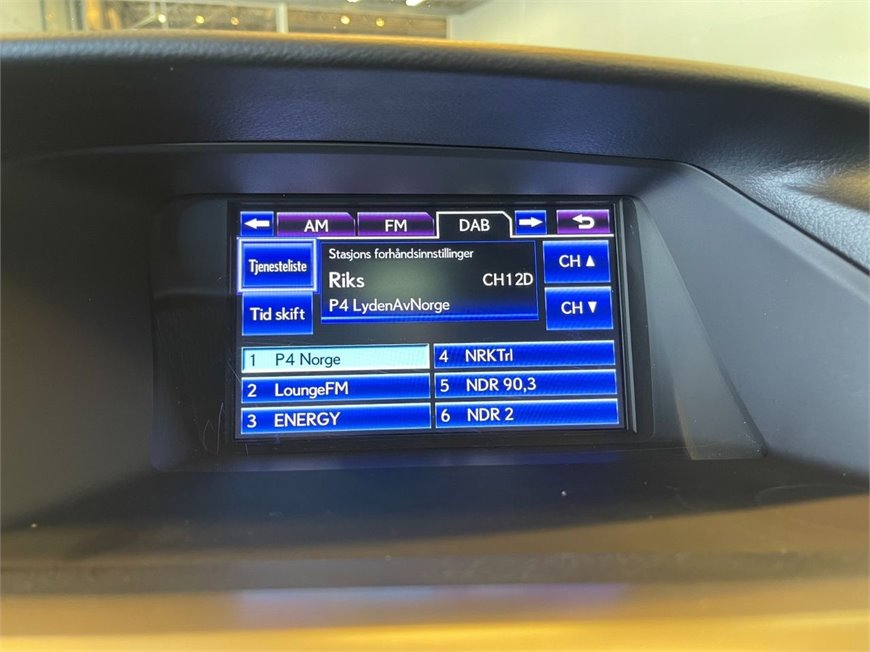 AM FM DAB
Tjenesteliste
Stasjons forhåndsinnstillinger
Riks CH12D
P4 LydenAvNorge
CH▲
Tid skift
CH▼
1 P4 Norge
4 NRKTrl
2 LoungeFM
5 NDR 90,3
3 ENERGY
6 NDR 2